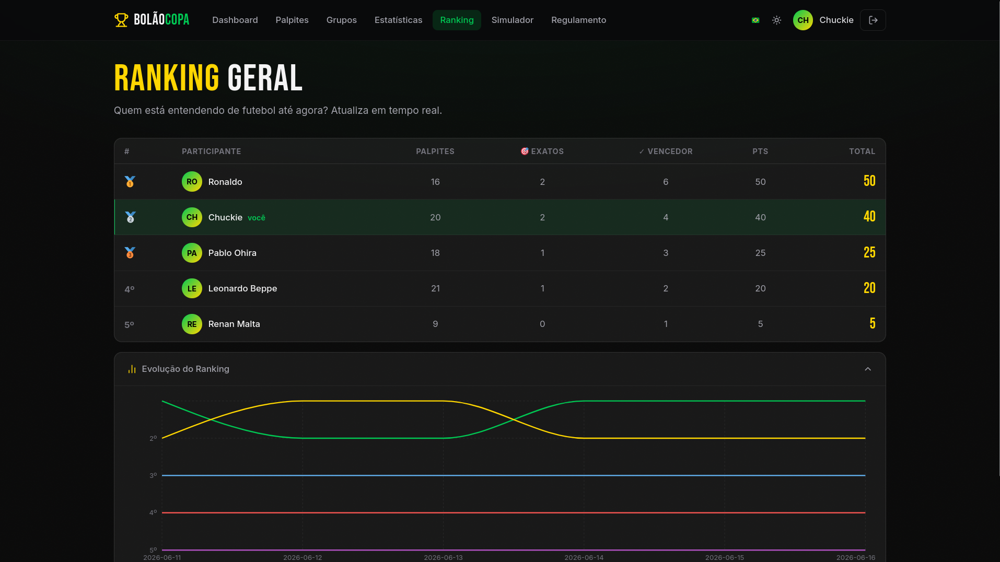 BOLÃOCOPA Dashboard Palpites Grupos Estatísticas Ranking Simulador Regulamento CH Chuckie
RANKING GERAL
Quem está entendendo de futebol até agora? Atualiza em tempo real.
# PARTICIPANTE PALPITES 🎯 EXATOS ✓ VENCEDOR PTS TOTAL
1 RO Ronaldo 16 2 6 50 50
2 CH Chuckie você 20 2 4 40 40
3 PA Pablo Ohira 18 1 3 25 25
4º LE Leonardo Beppe 21 1 2 20 20
5º RE Renan Malta 9 0 1 5 5
Evolução do Ranking
2º
3º
4º
5º
2026-06-11 2026-06-12 2026-06-13 2026-06-14 2026-06-15 2026-06-16